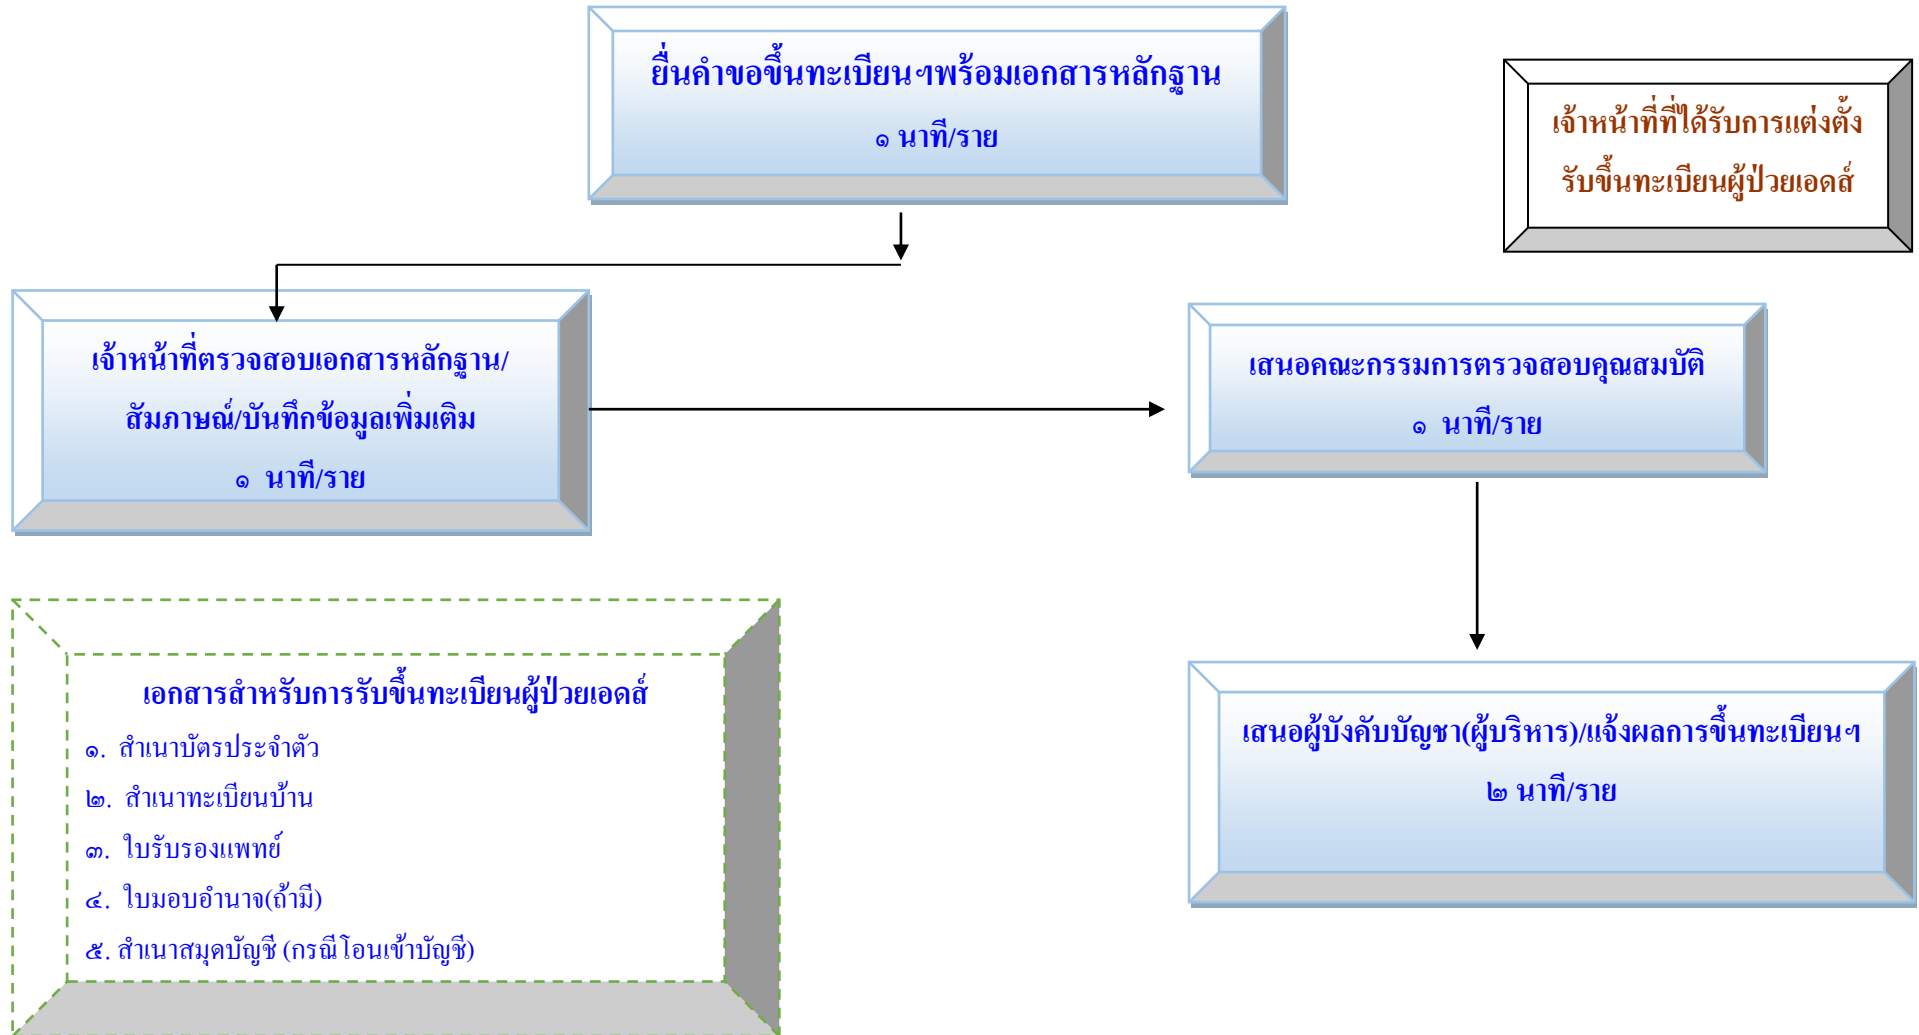 ยื่นคำขอขึ้นทะเบียนฯพร้อมเอกสารหลักฐาน
๑ นาที/ราย
เจ้าหน้าที่ที่ได้รับการแต่งตั้ง
รับขึ้นทะเบียนผู้ป่วยเอดส์
เจ้าหน้าที่ตรวจสอบเอกสารหลักฐาน/
สัมภาษณ์/บันทึกข้อมูลเพิ่มเติม
๑ นาที/ราย
เสนอคณะกรรมการตรวจสอบคุณสมบัติ
๑ นาที/ราย
เอกสารสำหรับการรับขึ้นทะเบียนผู้ป่วยเอดส์
๑. สำเนาบัตรประจำตัว
๒. สำเนาทะเบียนบ้าน
๓. ใบรับรองแพทย์
๔. ใบมอบอำนาจ(ถ้ามี)
๕. สำเนาสมุดบัญชี (กรณีโอนเข้าบัญชี)
เสนอผู้บังคับบัญชา(ผู้บริหาร)/แจ้งผลการขึ้นทะเบียนฯ
๒ นาที/ราย